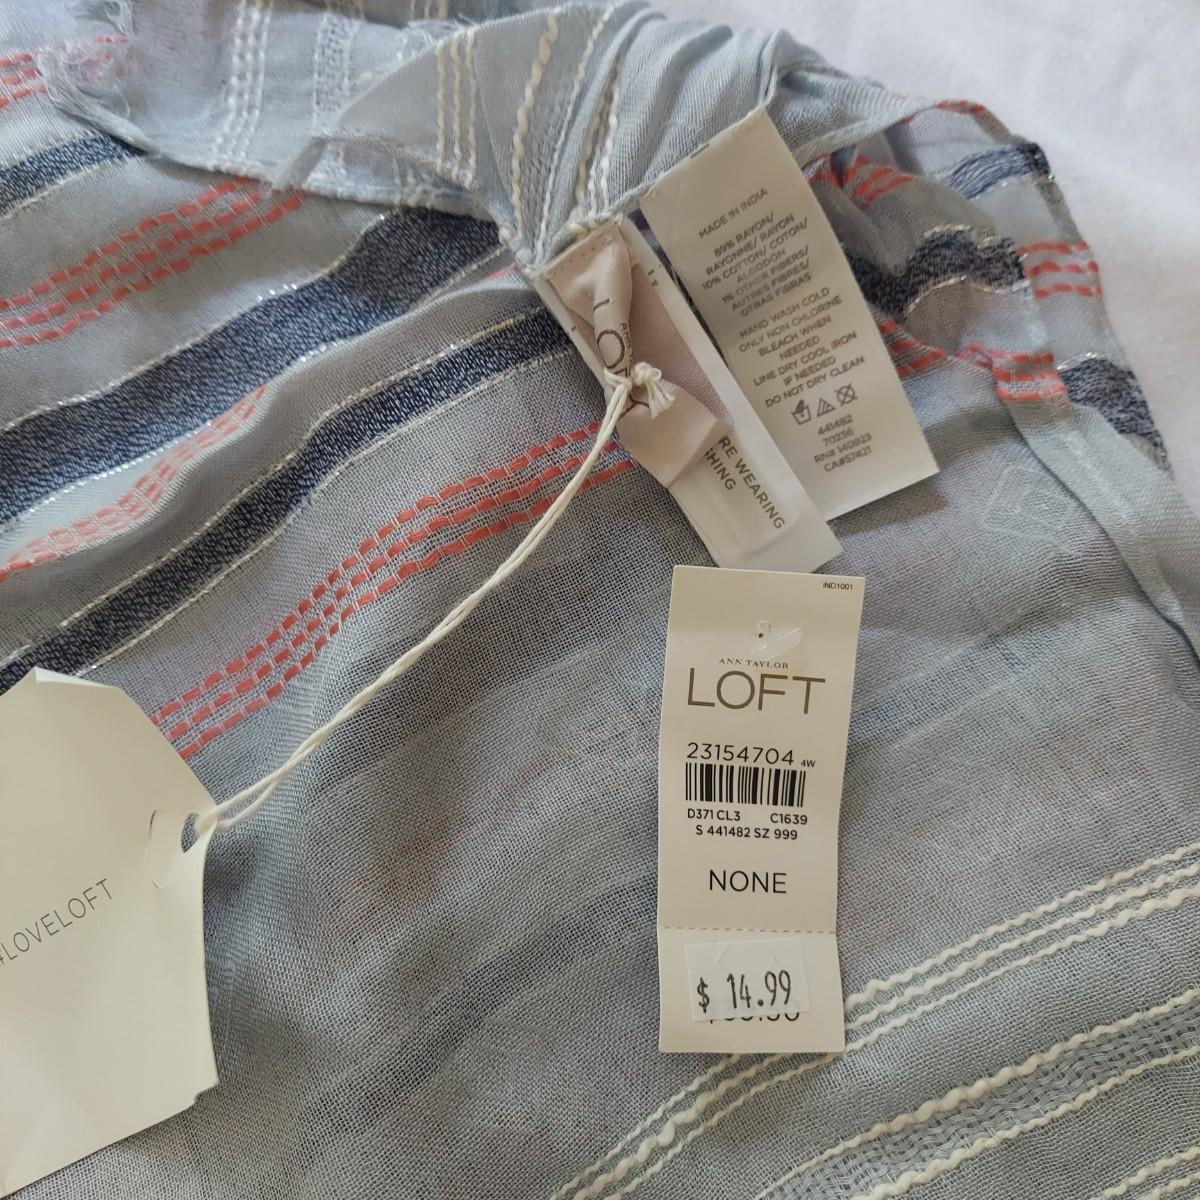 MADE IN INDIA
89% RAYON/
RAYONNE/ RAYON
10% COTTON/ COTON/
ALGODÓN
1% OTHER FIBERS/
AUTRES FIBRES/
OTRAS FIBRAS
HAND WASH COLD
ONLY NON CHLORINE
BLEACH WHEN
NEEDED
LINE DRY COOL IRON
IF NEEDED
DO NOT DRY CLEAN
441482
70236
RN# 140923
CA#57421
LOF
RE WEARING
HING
IND1001
ANN TAYLOR
LOFT
23154704 4W
D371 CL3 C1639
S 441482 SZ 999
NONE
$ 14.99
#LOVELOFT